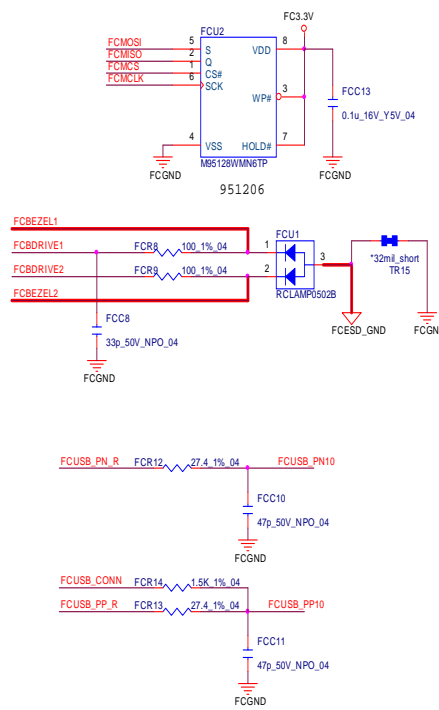 FCU2
FC3.3V
FCMOSI 5 S VDD 8
FCMISO 2 Q
FCMCS 1 CS#
FCMCLK 6 SCK
WP# 3
FCC13
0.1u_16V_Y5V_04
4 VSS HOLD# 7
M95128WMN6TP
FCGND
FCGND
951206
FCBEZEL1
FCBDRIVE1 FCR8 100_1%_04 1 FCU1
3
*32mil_short
TR15
FCBDRIVE2 FCR9 100_1%_04 2
RCLAMP0502B
FCBEZEL2
FCC8
33p_50V_NPO_04
FCGND
FCESD_GND
FCGN
FCUSB_PN_R FCR12 27.4_1%_04 FCUSB_PN10
FCC10
47p_50V_NPO_04
FCGND
FCUSB_CONN FCR14 1.5K_1%_04
FCUSB_PP_R FCR13 27.4_1%_04 FCUSB_PP10
FCC11
47p_50V_NPO_04
FCGND